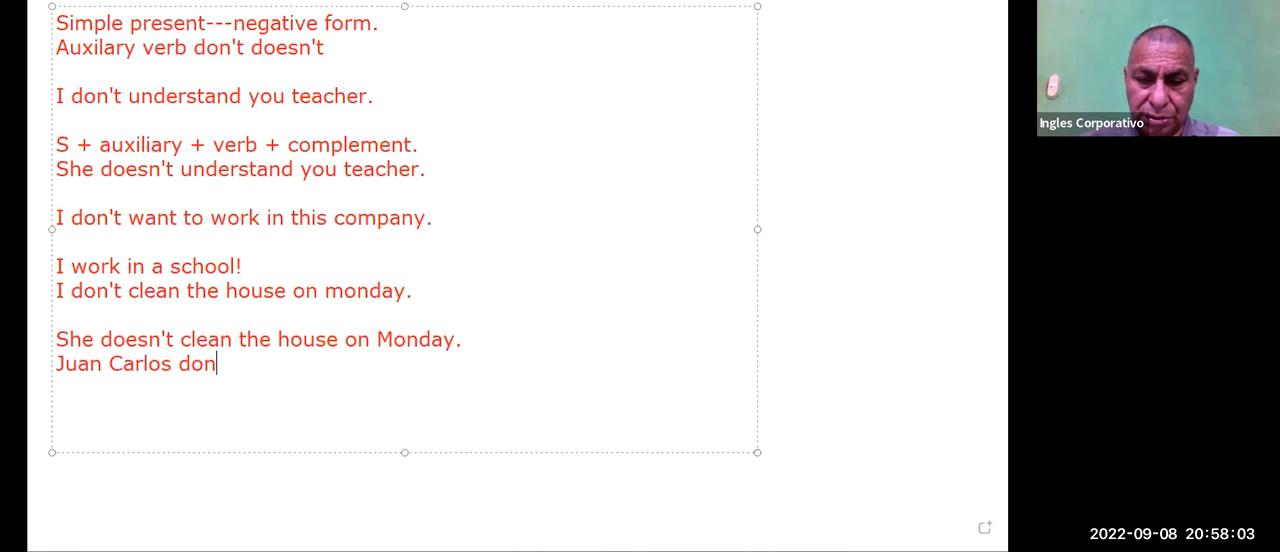 Simple present---negative form.
Auxilary verb don't doesn't
I don't understand you teacher.
S + auxiliary + verb + complement.
She doesn't understand you teacher.
I don't want to work in this company.
I work in a school!
I don't clean the house on monday.
She doesn't clean the house on Monday.
Juan Carlos don
Ingles Corporativo
2022-09-08 20:58:03